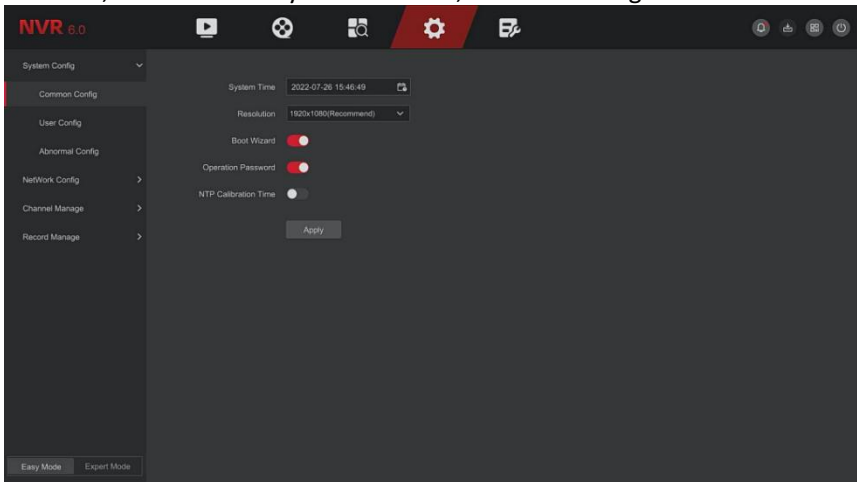 NVR 6.0
System Config
Common Config
User Config
Abnormal Config
NetWork Config
Channel Manage
Record Manage
System Time 2022-07-26 15:46:49
Resolution 1920x1080(Recommend)
Boot Wizard
Operation Password
NTP Calibration Time
Apply
Easy Mode Expert Mode